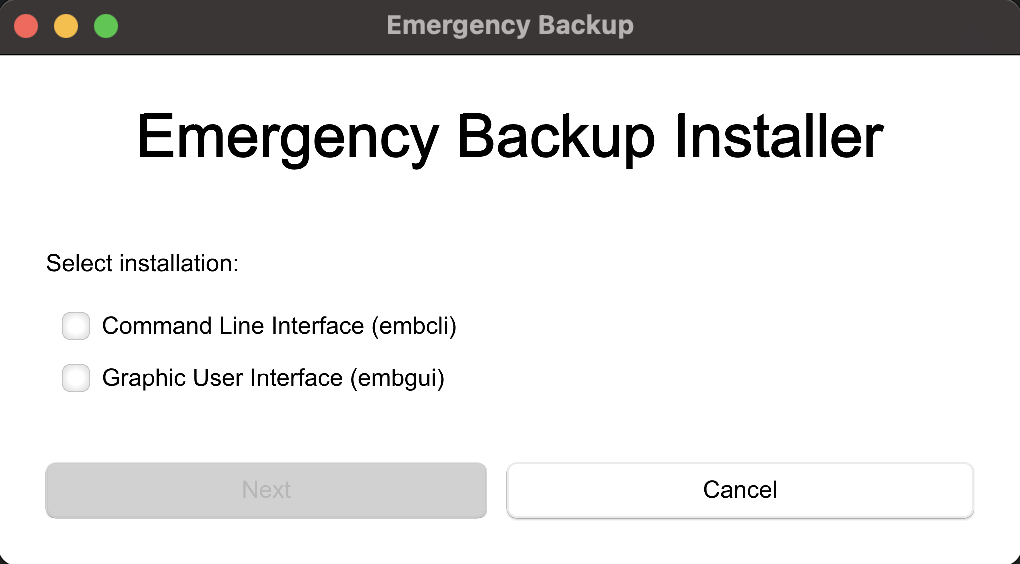 Emergency Backup
Emergency Backup Installer
Select installation:
Command Line Interface (embcli)
Graphic User Interface (embgui)
Next
Cancel